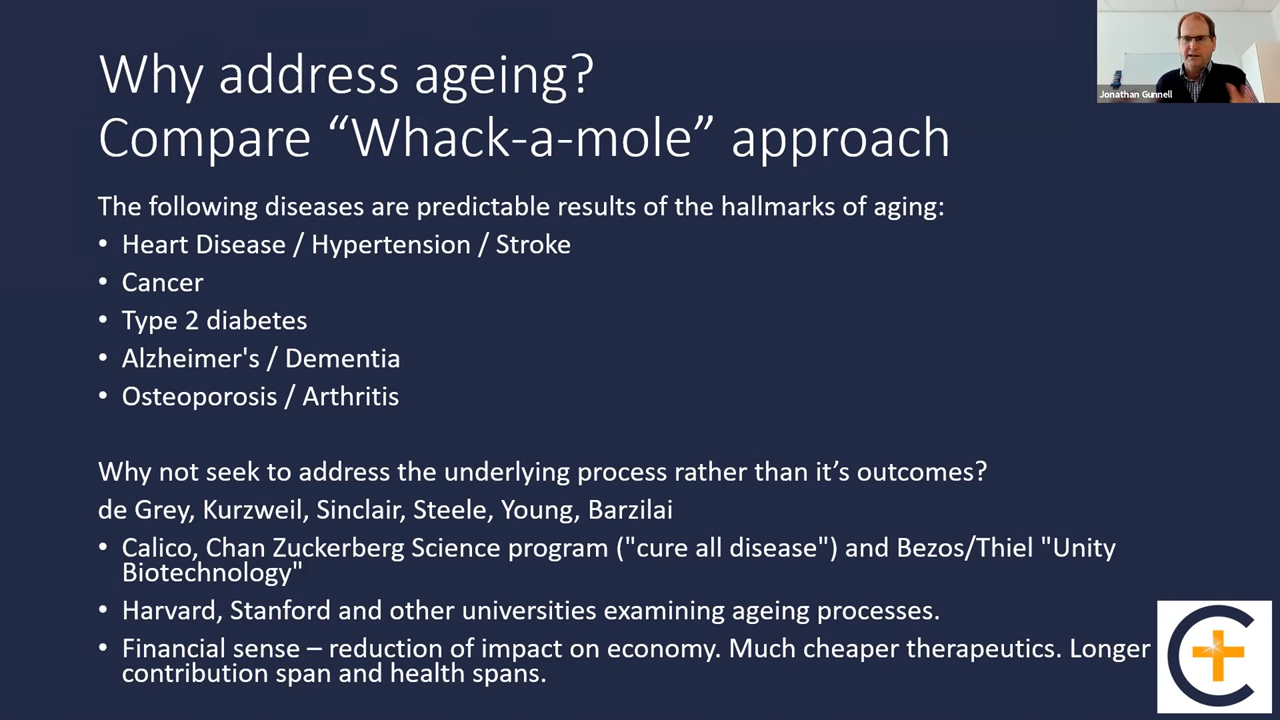 Why address ageing?
Compare “Whack-a-mole” approach
Jonathan Gunnell
The following diseases are predictable results of the hallmarks of aging:
• Heart Disease / Hypertension / Stroke
• Cancer
• Type 2 diabetes
• Alzheimer's / Dementia
• Osteoporosis / Arthritis
Why not seek to address the underlying process rather than it’s outcomes?
de Grey, Kurzweil, Sinclair, Steele, Young, Barzilai
• Calico, Chan Zuckerberg Science program ("cure all disease") and Bezos/Thiel "Unity
Biotechnology"
• Harvard, Stanford and other universities examining ageing processes.
• Financial sense – reduction of impact on economy. Much cheaper therapeutics. Longer
contribution span and health spans.